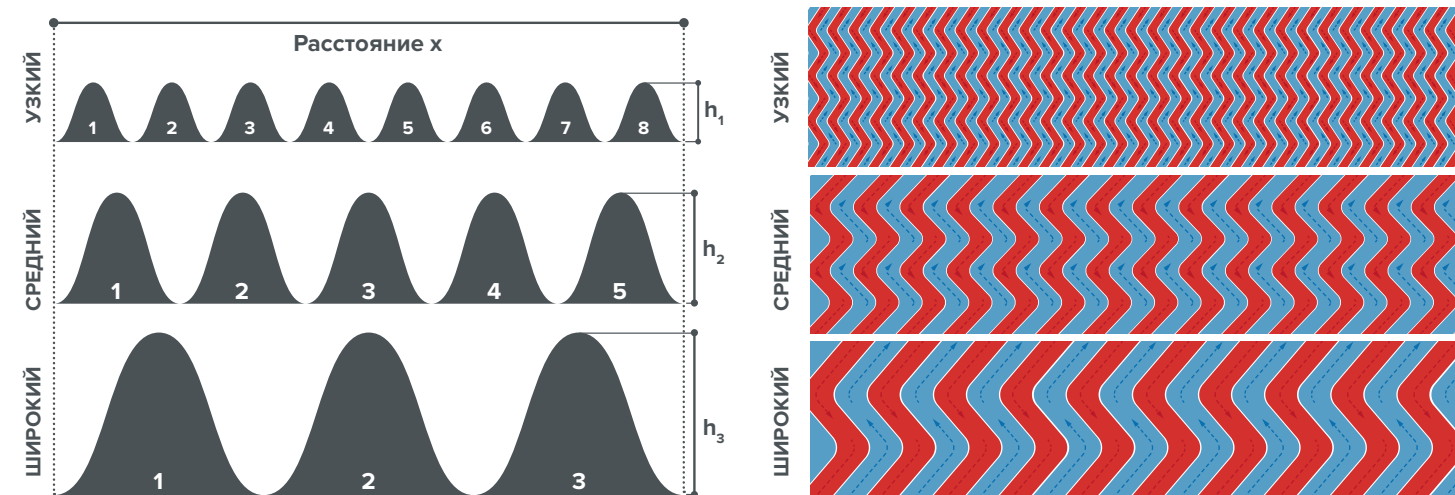 Расстояние x
УЗКИЙ
1 2 3 4 5 6 7 8
h1
СРЕДНИЙ
1 2 3 4 5
h2
ШИРОКИЙ
1 2 3
h3
УЗКИЙ
СРЕДНИЙ
ШИРОКИЙ